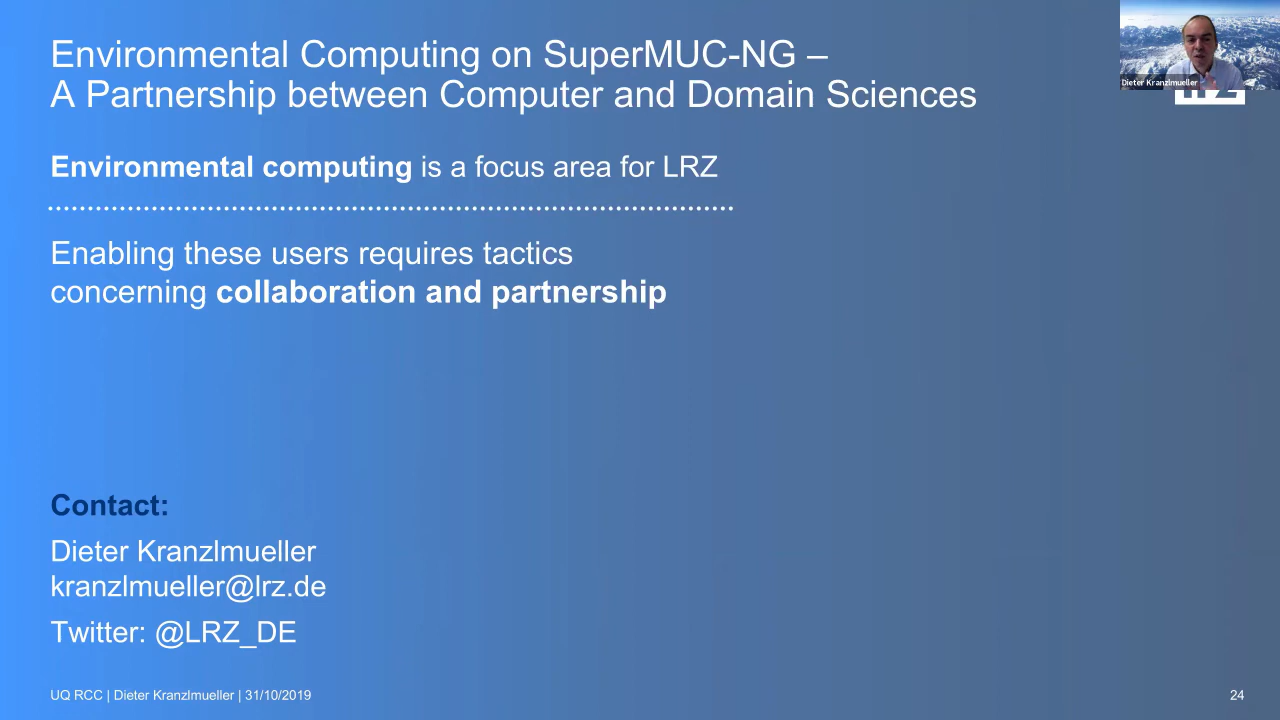 Environmental Computing on SuperMUC-NG –
A Partnership between Computer and Domain Sciences
Dieter Kranzlmueller
Environmental computing is a focus area for LRZ
Enabling these users requires tactics
concerning collaboration and partnership
Contact:
Dieter Kranzlmueller
kranzlmueller@lrz.de
Twitter: @LRZ_DE
UQ RCC | Dieter Kranzlmueller | 31/10/2019
24